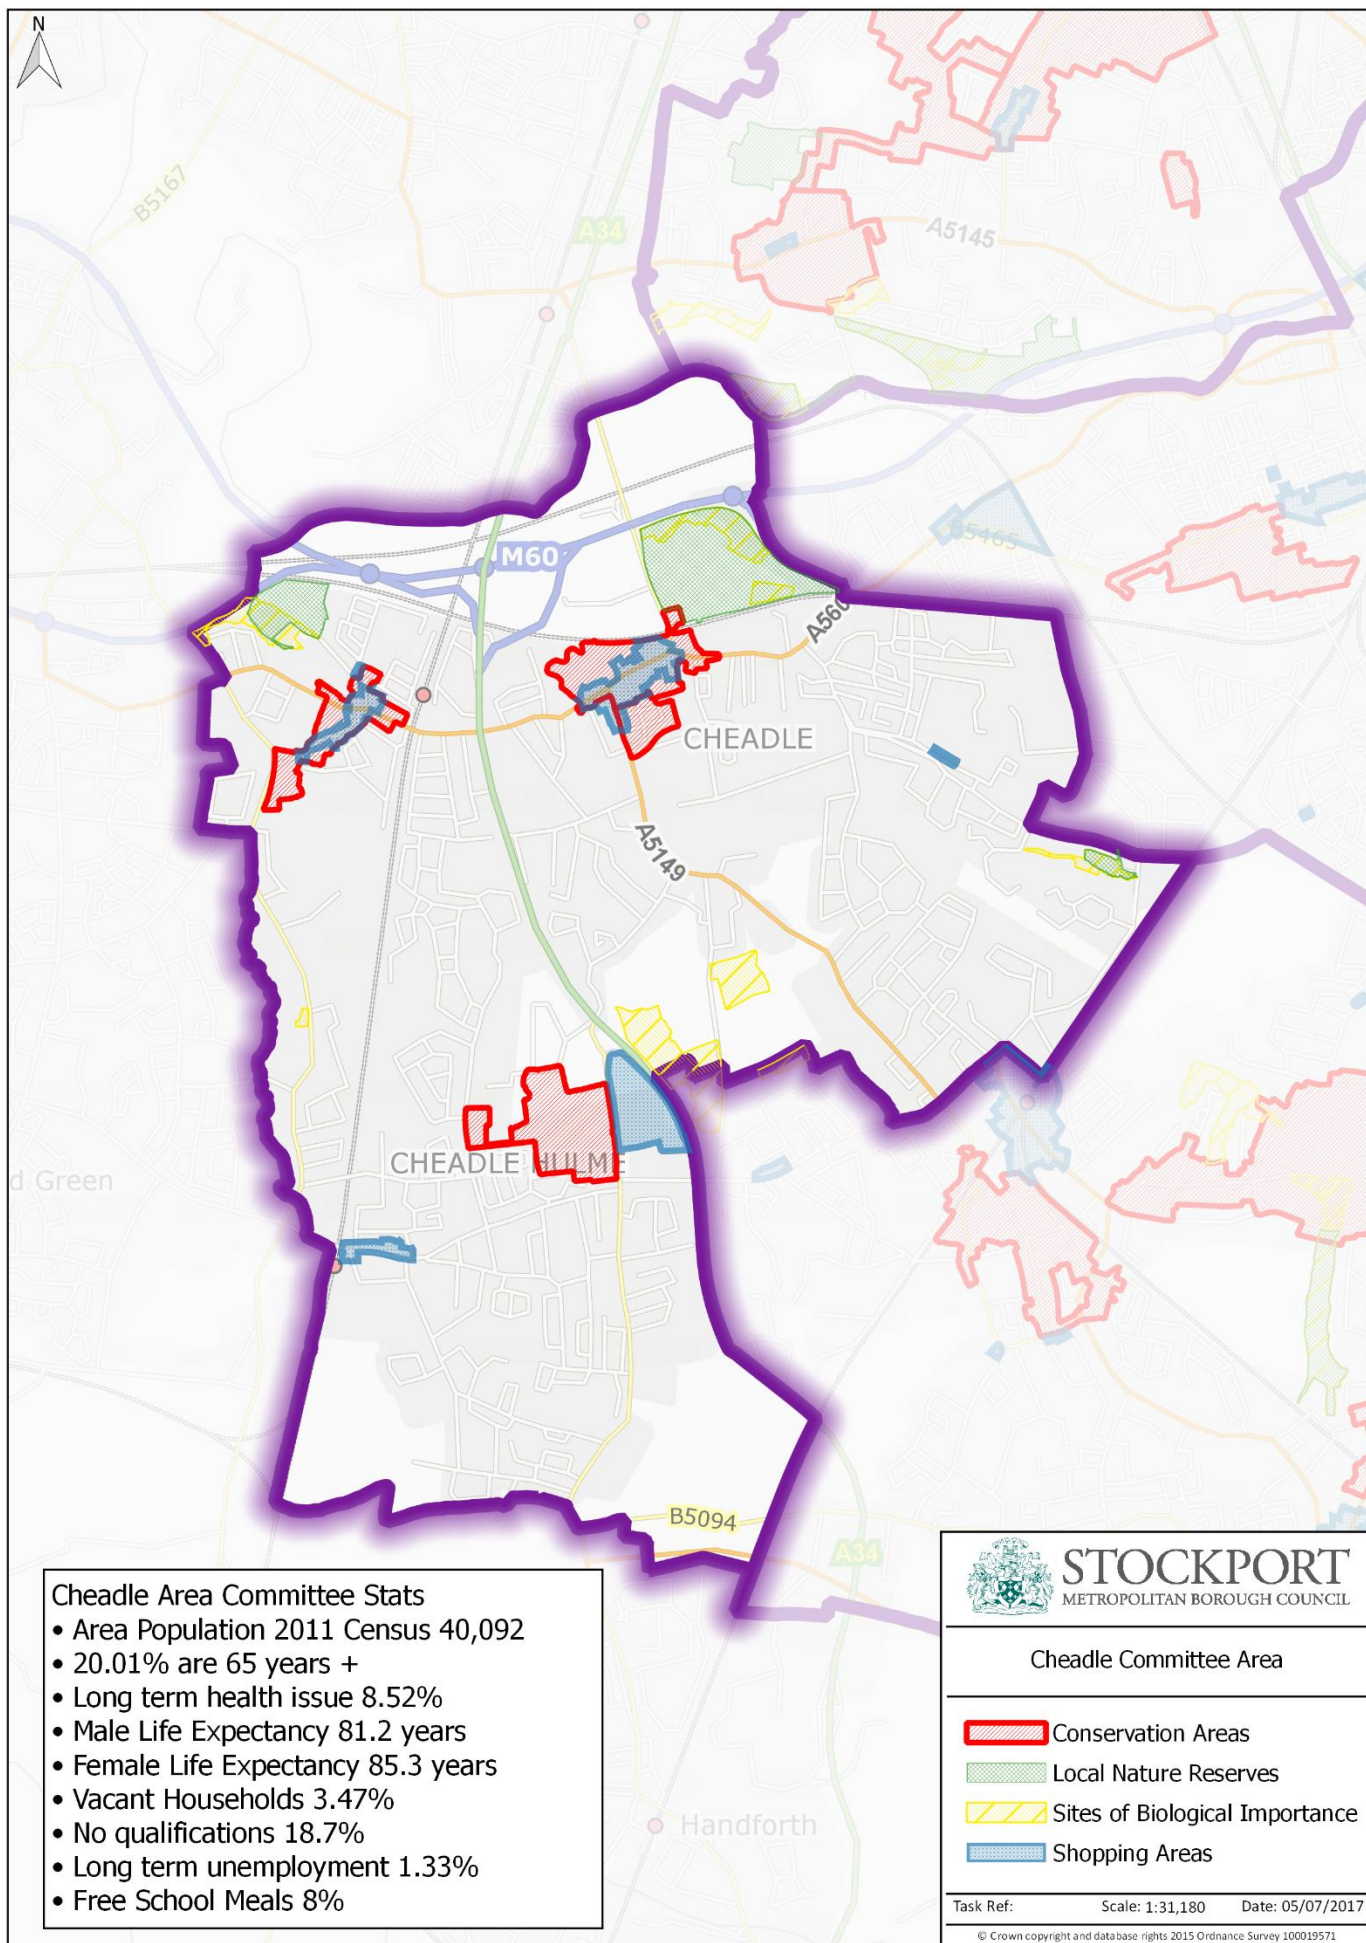 N
B5167
A34
A5145
B5465
M60
A560
CHEADLE
A5149
CHEADLE HULME
d Green
B5094
A34
Handforth
Cheadle Area Committee Stats
• Area Population 2011 Census 40,092
• 20.01% are 65 years +
• Long term health issue 8.52%
• Male Life Expectancy 81.2 years
• Female Life Expectancy 85.3 years
• Vacant Households 3.47%
• No qualifications 18.7%
• Long term unemployment 1.33%
• Free School Meals 8%
STOCKPORT
METROPOLITAN BOROUGH COUNCIL
Cheadle Committee Area
Conservation Areas
Local Nature Reserves
Sites of Biological Importance
Shopping Areas
Task Ref: Scale: 1:31,180 Date: 05/07/2017
© Crown copyright and database rights 2015 Ordnance Survey 100019571